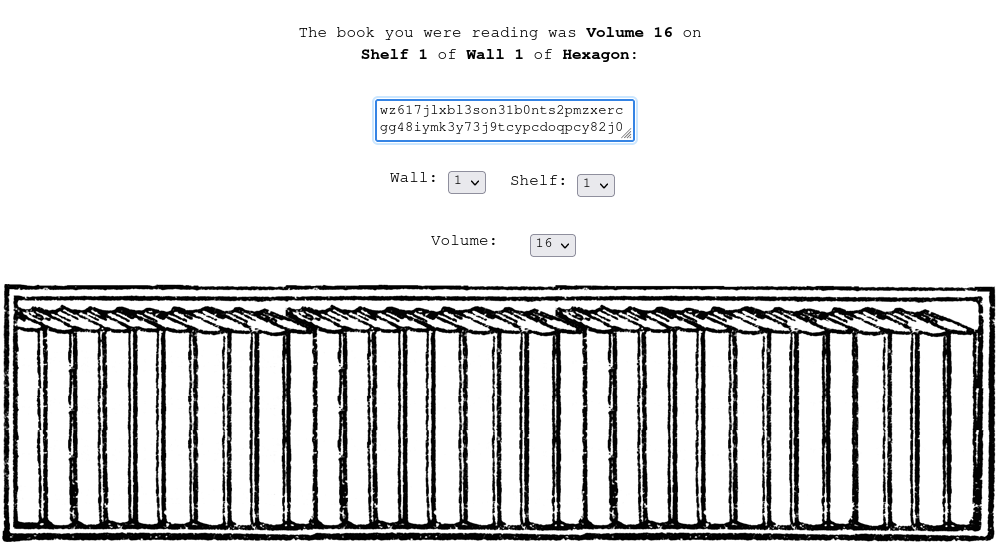 The book you were reading was Volume 16 on
Shelf 1 of Wall 1 of Hexagon:
wz617jlxbl3son31b0nts2pmzxerc
gg48iymk3y73j9tcypcdoqpcy82j0
Wall: 1 Shelf: 1
Volume: 16